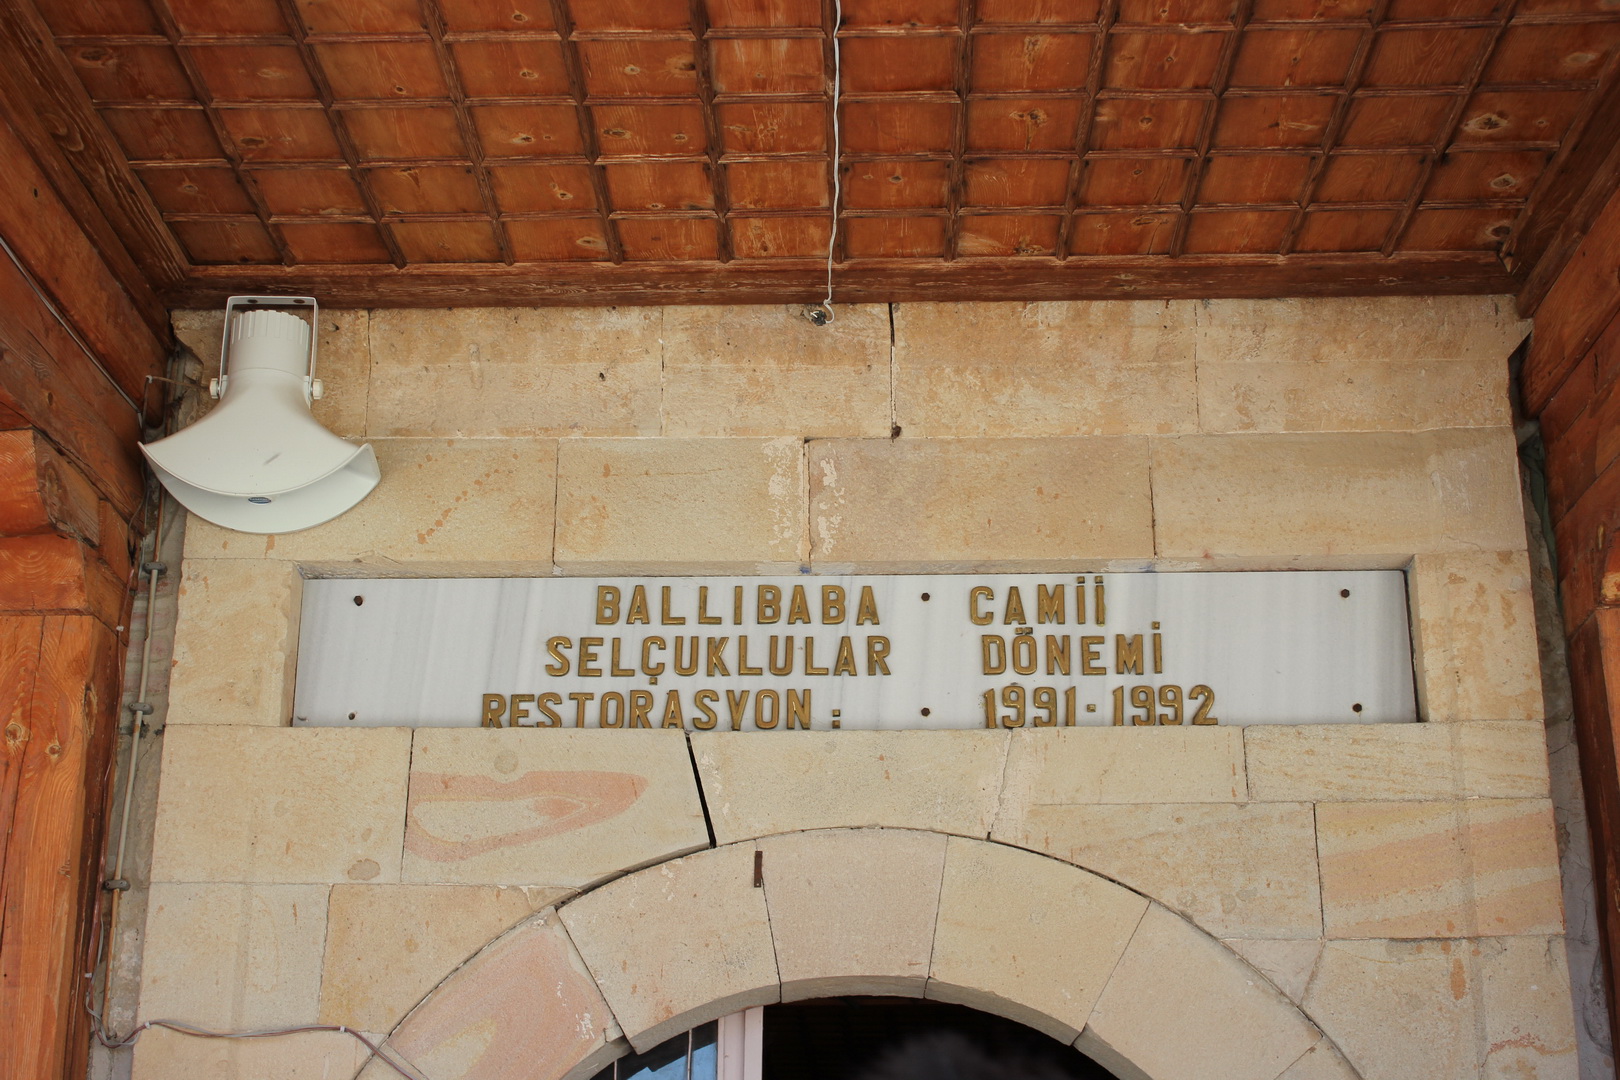 BALLIBABA CAMİİ
SELÇUKLULAR DÖNEMİ
RESTORASYON : 1991-1992